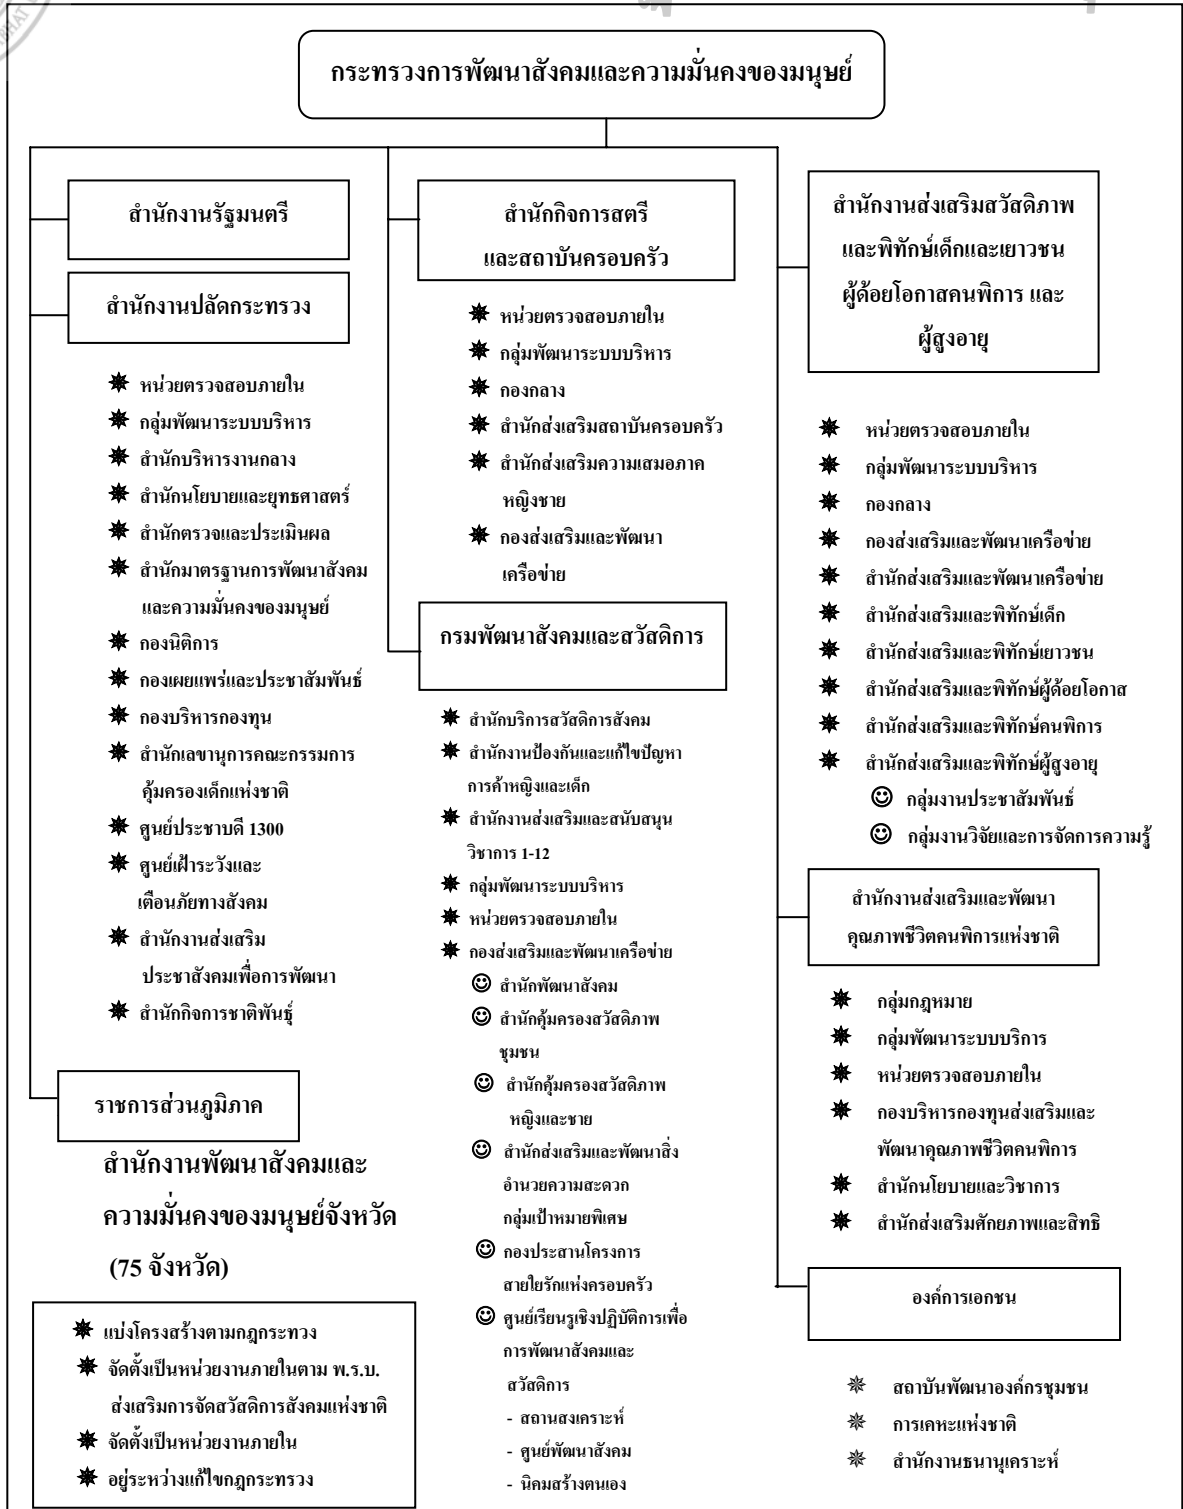 กระทรวงการพัฒนาสังคมและความมั่นคงของมนุษย์
สำนักงานรัฐมนตรี
สำนักงานปลัดกระทรวง
หน่วยตรวจสอบภายใน
กลุ่มพัฒนาระบบบริหาร
สำนักบริหารงานกลาง
สำนักนโยบายและยุทธศาสตร์
สำนักตรวจและประเมินผล
สำนักมาตรฐานการพัฒนาสังคม
และความมั่นคงของมนุษย์
กองนิติการ
กองเผยแพร่และประชาสัมพันธ์
กองบริหารกองทุน
สำนักเลขานุการคณะกรรมการ
คุ้มครองเด็กแห่งชาติ
ศูนย์ประชาบดี 1300
ศูนย์เฝ้าระวังและ
เตือนภัยทางสังคม
สำนักงานส่งเสริม
ประชาสังคมเพื่อการพัฒนา
สำนักกิจการชาติพันธุ์
ราชการส่วนภูมิภาค
สำนักงานพัฒนาสังคมและ
ความมั่นคงของมนุษย์จังหวัด
(75 จังหวัด)
แบ่งโครงสร้างตามกฎกระทวง
จัดตั้งเป็นหน่วยงานภายในตาม พ.ร.บ.
ส่งเสริมการจัดสวัสดิการสังคมแห่งชาติ
จัดตั้งเป็นหน่วยงานภายใน
อยู่ระหว่างแก้ไขกฎกระทรวง
สำนักกิจการสตรี
และสถาบันครอบครัว
หน่วยตรวจสอบภายใน
กลุ่มพัฒนาระบบบริหาร
กองกลาง
สำนักส่งเสริมสถาบันครอบครัว
สำนักส่งเสริมความเสมอภาค
หญิงชาย
กองส่งเสริมและพัฒนา
เครือข่าย
กรมพัฒนาสังคมและสวัสดิการ
สำนักบริการสวัสดิการสังคม
สำนักงานป้องกันและแก้ไขปัญหา
การค้าหญิงและเด็ก
สำนักงานส่งเสริมและสนับสนุน
วิชาการ 1-12
กลุ่มพัฒนาระบบบริหาร
หน่วยตรวจสอบภายใน
กองส่งเสริมและพัฒนาเครือข่าย
สำนักพัฒนาสังคม
สำนักคุ้มครองสวัสดิภาพ
ชุมชน
สำนักคุ้มครองสวัสดิภาพ
หญิงและชาย
สำนักส่งเสริมและพัฒนาสิ่ง
อำนวยความสะดวก
กลุ่มเป้าหมายพิเศษ
กองประสานโครงการ
สายใยรักแห่งครอบครัว
ศูนย์เรียนรูเชิงปฏิบัติการเพื่อ
การพัฒนาสังคมและ
สวัสดิการ
- สถานสงเคราะห์
- ศูนย์พัฒนาสังคม
- นิคมสร้างตนเอง
สำนักงานส่งเสริมสวัสดิภาพ
และพิทักษ์เด็กและเยาวชน
ผู้ด้อยโอกาสคนพิการ และ
ผู้สูงอายุ
หน่วยตรวจสอบภายใน
กลุ่มพัฒนาระบบบริหาร
กองกลาง
กองส่งเสริมและพัฒนาเครือข่าย
สำนักส่งเสริมและพัฒนาเครือข่าย
สำนักส่งเสริมและพิทักษ์เด็ก
สำนักส่งเสริมและพิทักษ์เยาวชน
สำนักส่งเสริมและพิทักษ์ผู้ด้อยโอกาส
สำนักส่งเสริมและพิทักษ์คนพิการ
สำนักส่งเสริมและพิทักษ์ผู้สูงอายุ
กลุ่มงานประชาสัมพันธ์
กลุ่มงานวิจัยและการจัดการความรู้
สำนักงานส่งเสริมและพัฒนา
คุณภาพชีวิตคนพิการแห่งชาติ
กลุ่มกฎหมาย
กลุ่มพัฒนาระบบบริการ
หน่วยตรวจสอบภายใน
กองบริหารกองทุนส่งเสริมและ
พัฒนาคุณภาพชีวิตคนพิการ
สำนักนโยบายและวิชาการ
สำนักส่งเสริมศักยภาพและสิทธิ
องค์การเอกชน
สถาบันพัฒนาองค์กรชุมชน
การเคหะแห่งชาติ
สำนักงานธนานุเคราะห์